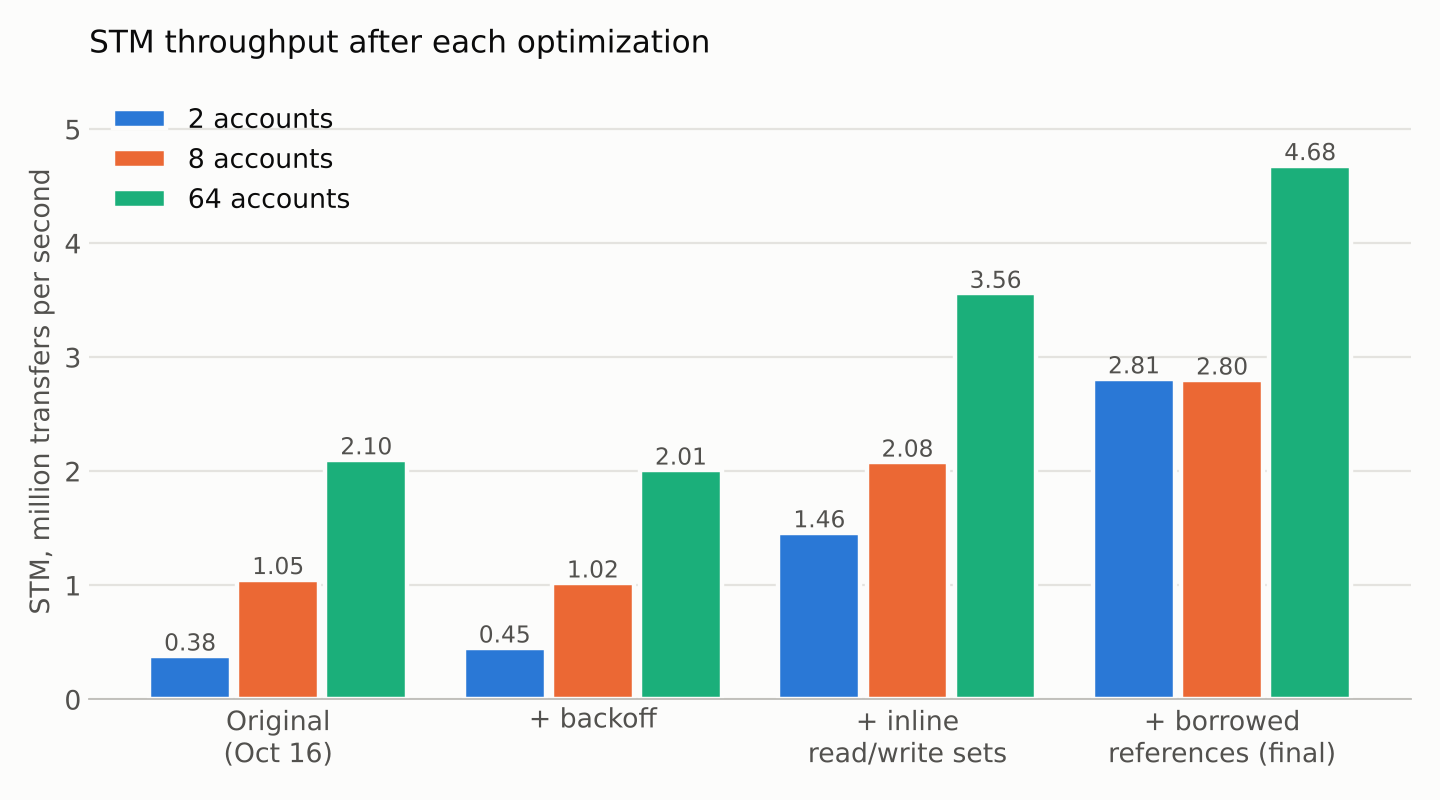 STM throughput after each optimization
2 accounts
8 accounts
64 accounts
STM, million transfers per second
5
4
3
2
1
0
0.38
1.05
2.10
0.45
1.02
2.01
1.46
2.08
3.56
2.81
2.80
4.68
Original
(Oct 16)
+ backoff
+ inline
read/write sets
+ borrowed
references (final)